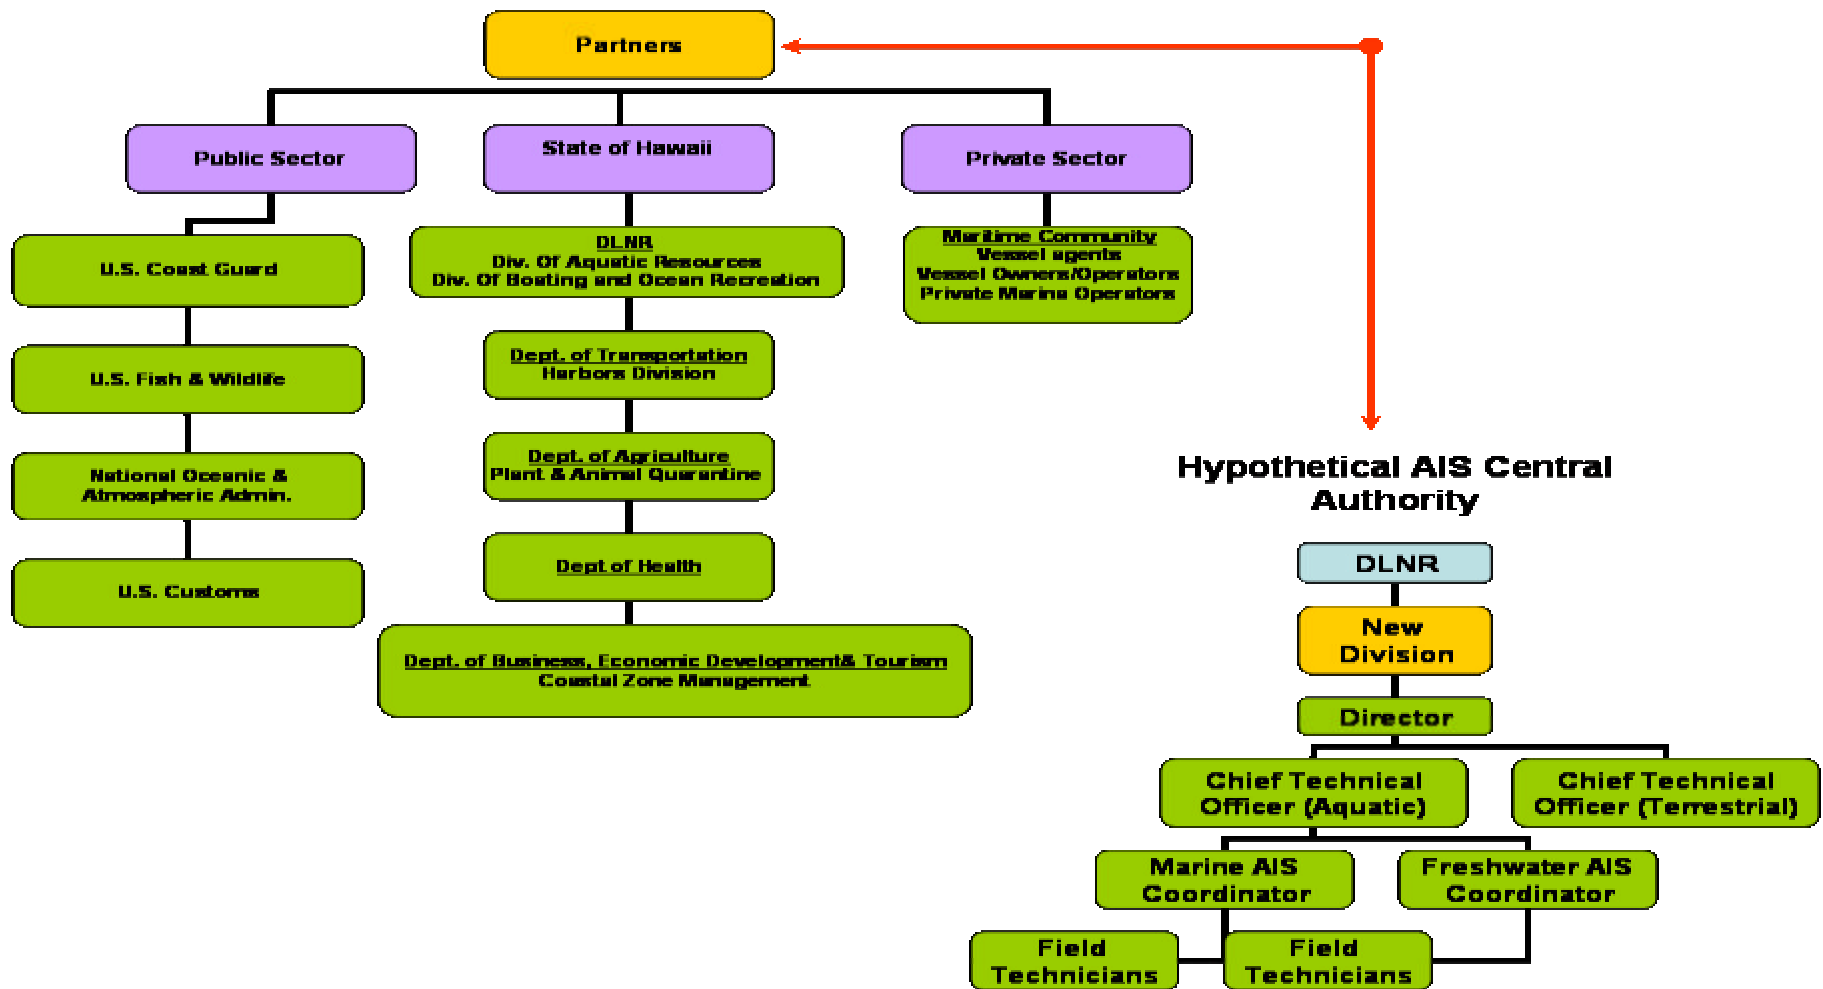 Partners
Public Sector
State of Hawaii
Private Sector
U.S. Coast Guard
U.S. Fish & Wildlife
National Oceanic &
Atmospheric Admin.
U.S. Customs
DLNR
Div. Of Aquatic Resources
Div. Of Boating and Ocean Recreation
Dept. of Transportation
Harbors Division
Dept. of Agriculture
Plant & Animal Quarantine
Dept of Health
Dept. of Business, Economic Development& Tourism
Coastal Zone Management
Maritime Community
Vessel agents
Vessel Owners/Operators
Private Marine Operators
Hypothetical AIS Central
Authority
DLNR
New
Division
Director
Chief Technical
Officer (Aquatic)
Chief Technical
Officer (Terrestrial)
Marine AIS
Coordinator
Freshwater AIS
Coordinator
Field
Technicians
Field
Technicians